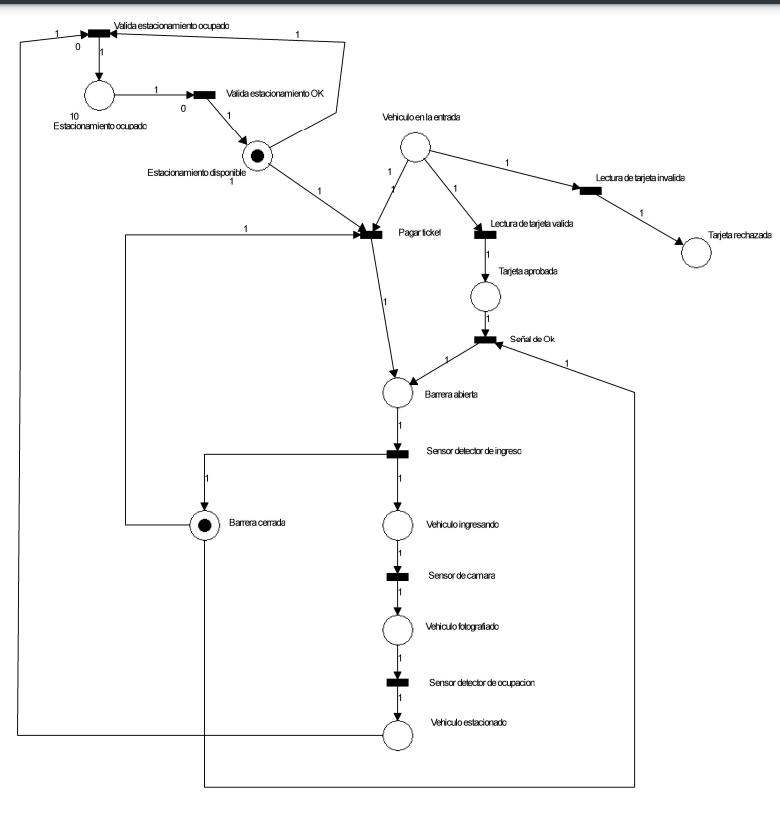 Valida estacionamiento ocupado
1
1
0
1
1
Valida estacionamiento OK
0
1
10
Estacionamiento ocupado
Vehiculo en la entrada
Estacionamiento disponible
1
1
1
1
1
1
Lectura de tarjeta invalida
1
Lectura de tarjeta valida
1
Pagar ticket
Tarjeta rechazada
1
Tarjeta aprobada
1
1
Señal de Ok
1
1
Barrera abierta
1
Sensor detector de ingreso
1
1
Barrera cerrada
Vehiculo ingresando
1
Sensor de camara
1
Vehiculo fotografiado
1
Sensor detector de ocupacion
1
Vehiculo estacionado